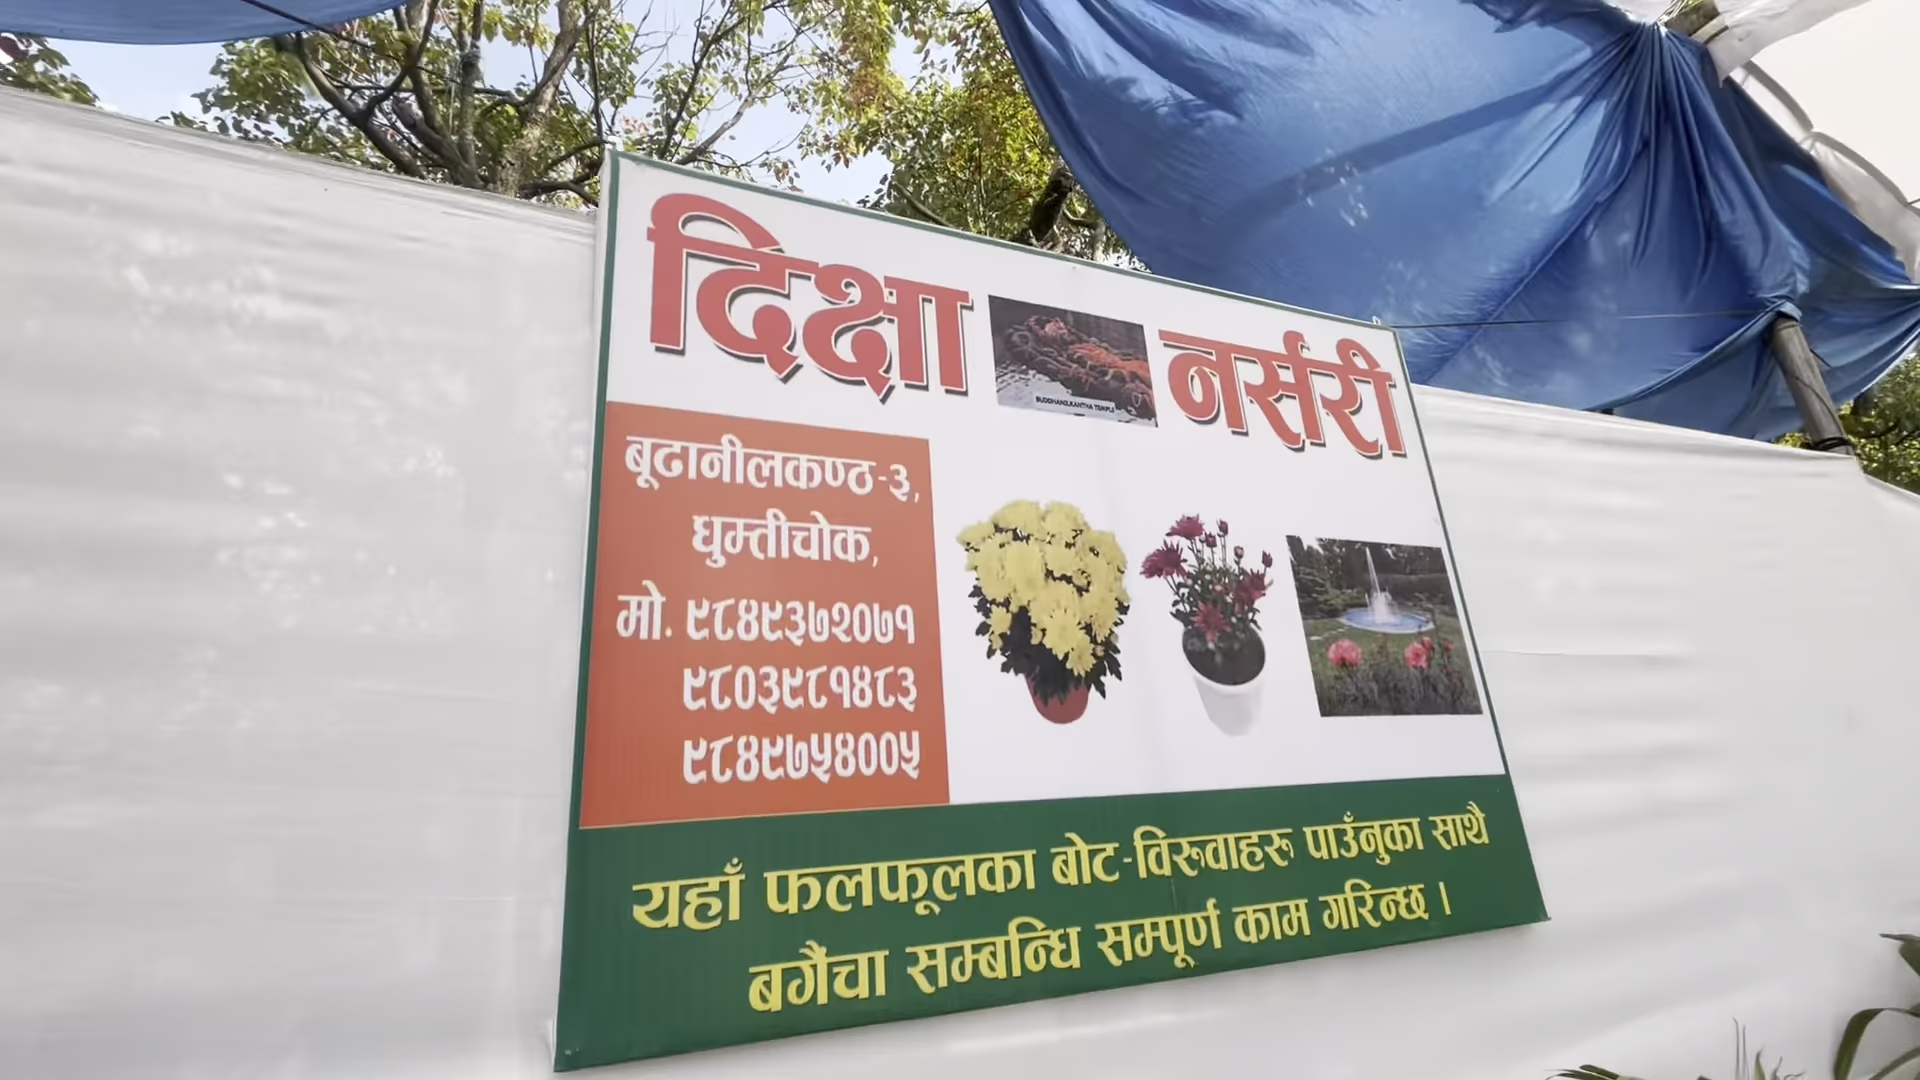 दिक्षा नर्सरी
BUDDHANILKANTHA TEMPLE
बूढानीलकण्ठ-३,
धुम्तीचोक,
मो. ९८४९३७२०७१
९८०३९८१४८३
९८४९७५४००५
यहाँ फलफूलका बोट-विरुवाहरु पाउँनुका साथै
बगैचा सम्बन्धि सम्पूर्ण काम गरिन्छ ।